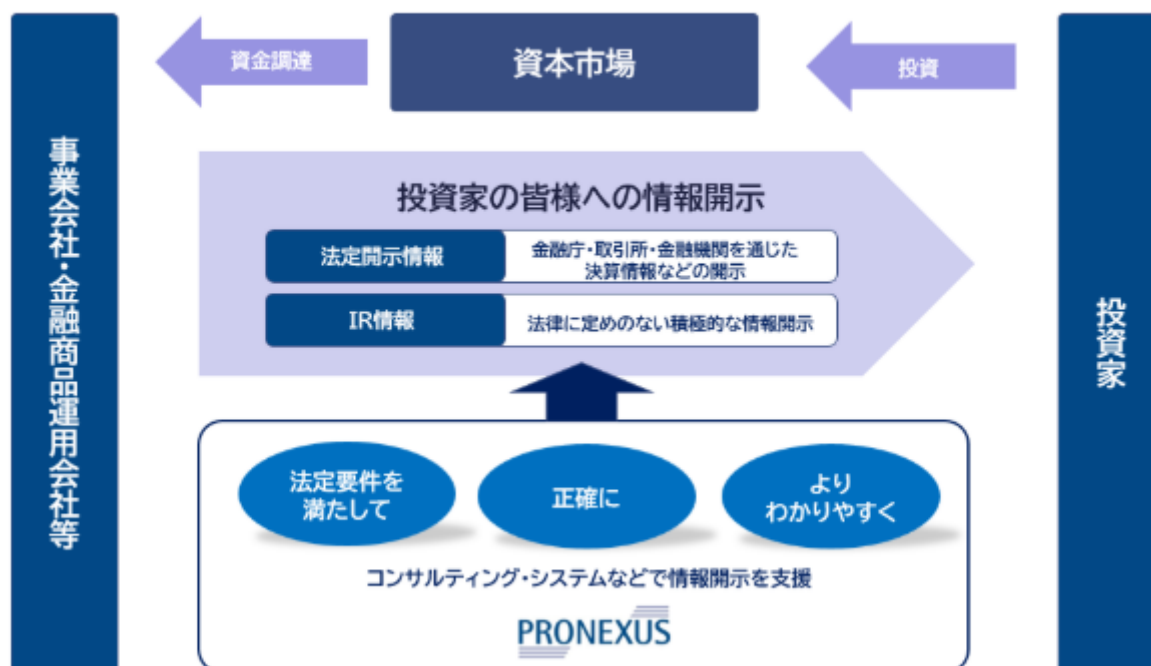 資金調達
資本市場
投資
事業会社・金融商品運用会社等
投資家の皆様への情報開示
法定開示情報
金融庁・取引所・金融機関を通じた
決算情報などの開示
IR情報
法律に定めのない積極的な情報開示
投資家
法定要件を
満たして
正確に
より
わかりやすく
コンサルティング・システムなどで情報開示を支援
PRONEXUS